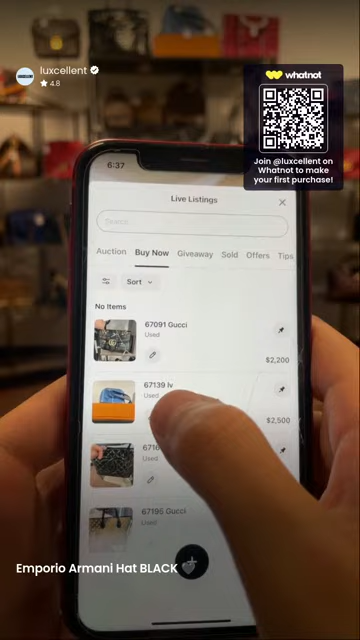 luxcellent
4.8
whatnot
Join @luxcellent on
Whatnot to make
your first purchase!
6:37
Live Listings
Search
Auction Buy Now Giveaway Sold Offers Tips
Sort
No Items
67091 Gucci
Used
$2,200
67139 lv
Used
$2,500
Used
67195 Gucci
Used
Emporio Armani Hat BLACK